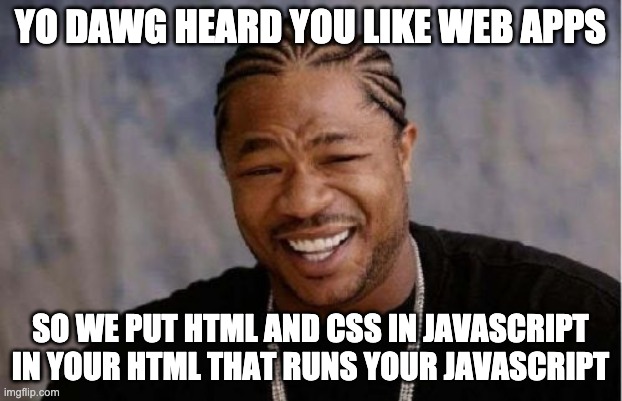 YO DAWG HEARD YOU LIKE WEB APPS
SO WE PUT HTML AND CSS IN JAVASCRIPT
IN YOUR HTML THAT RUNS YOUR JAVASCRIPT
imgflip.com